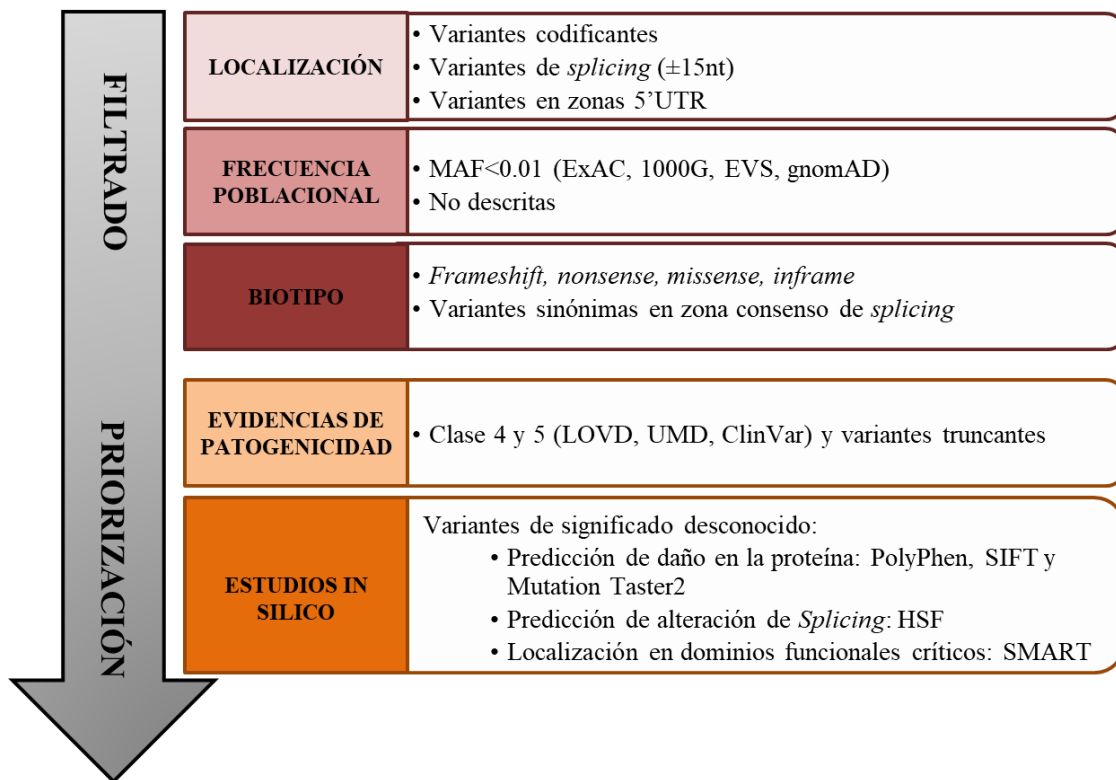 FILTRADO
LOCALIZACIÓN
• Variantes codificantes
• Variantes de splicing (±15nt)
• Variantes en zonas 5’UTR
FRECUENCIA
POBLACIONAL
• MAF<0.01 (ExAC, 1000G, EVS, gnomAD)
• No descritas
BIOTIPO
• Frameshift, nonsense, missense, inframe
• Variantes sinónimas en zona consenso de splicing
PRIORIZACIÓN
EVIDENCIAS DE
PATOGENICIDAD
• Clase 4 y 5 (LOVD, UMD, ClinVar) y variantes truncantes
ESTUDIOS IN
SILICO
Variantes de significado desconocido:
• Predicción de daño en la proteína: PolyPhen, SIFT y
Mutation Taster2
• Predicción de alteración de Splicing: HSF
• Localización en dominios funcionales críticos: SMART